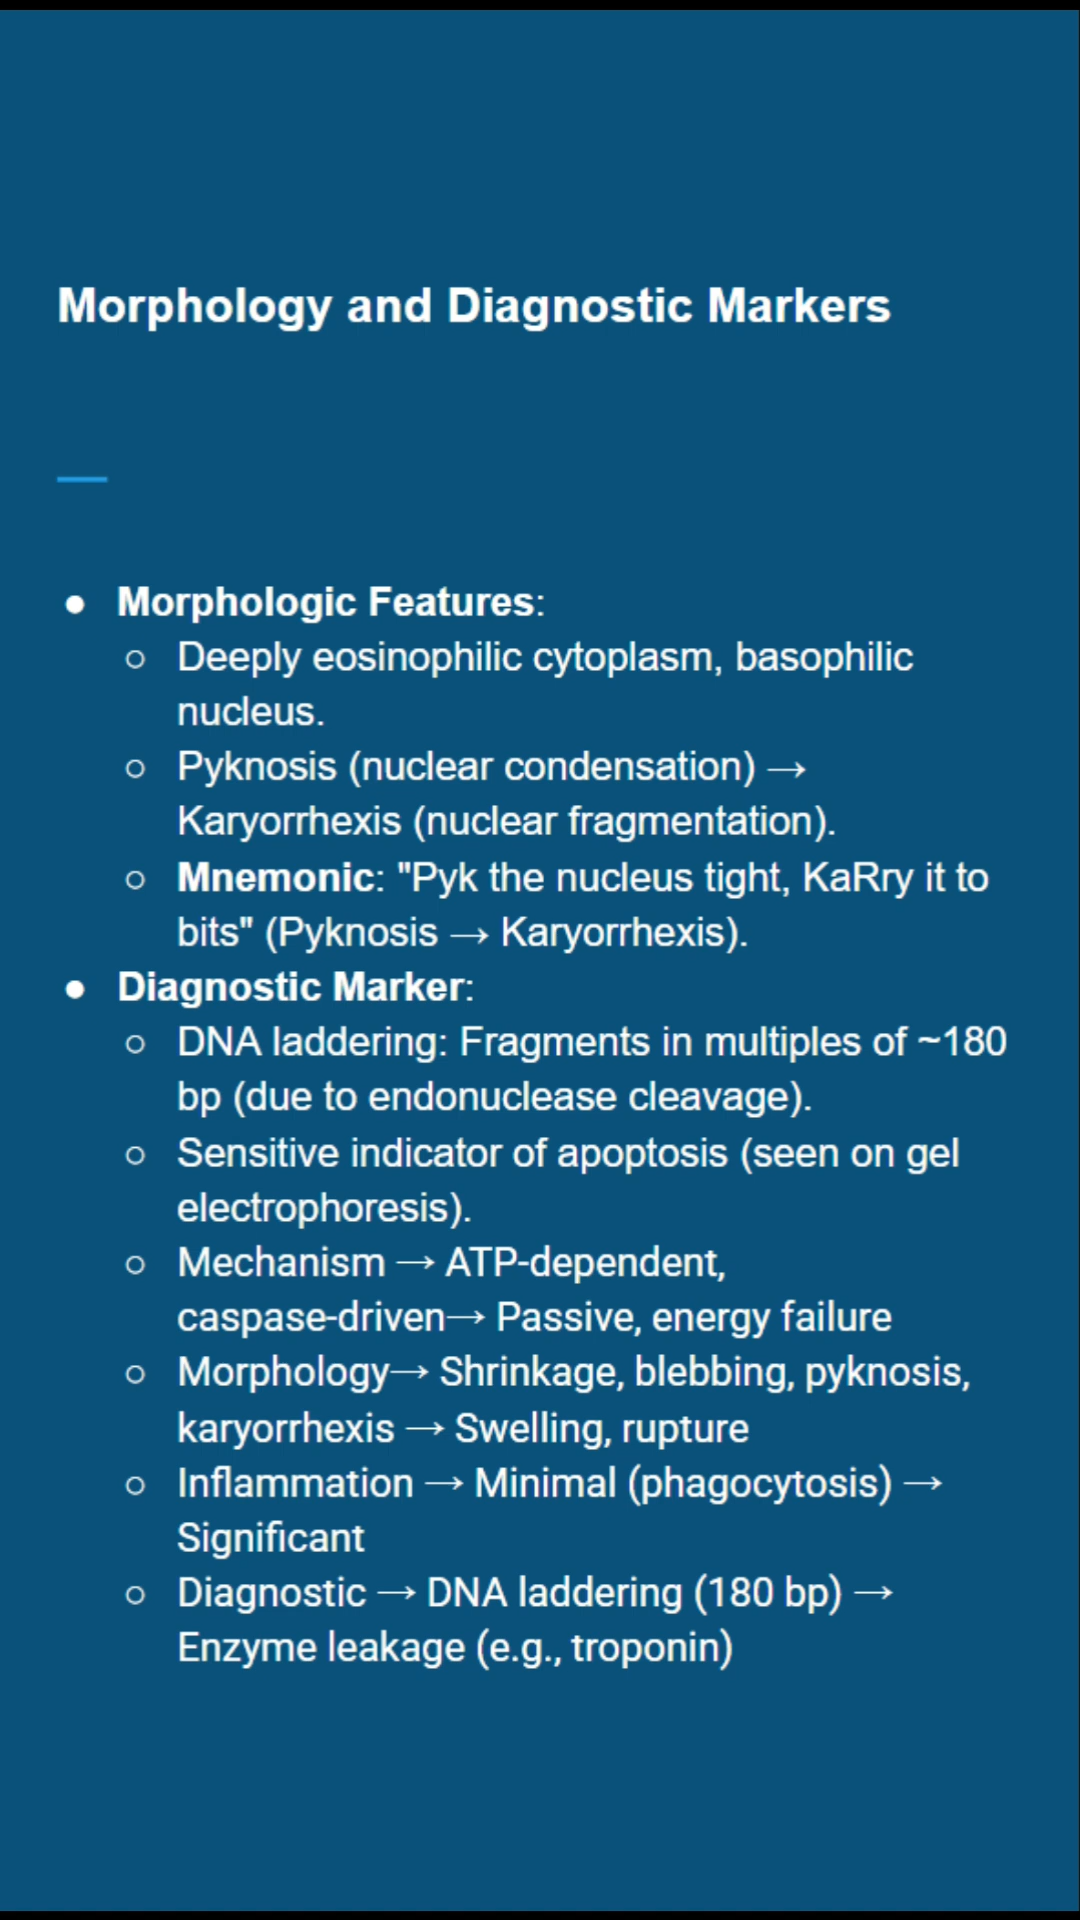 Morphology and Diagnostic Markers
● Morphologic Features:
○ Deeply eosinophilic cytoplasm, basophilic
nucleus.
○ Pyknosis (nuclear condensation) →
Karyorrhexis (nuclear fragmentation).
○ Mnemonic: "Pyk the nucleus tight, KaRry it to
bits" (Pyknosis → Karyorrhexis).
● Diagnostic Marker:
○ DNA laddering: Fragments in multiples of ~180
bp (due to endonuclease cleavage).
○ Sensitive indicator of apoptosis (seen on gel
electrophoresis).
○ Mechanism → ATP-dependent,
caspase-driven→ Passive, energy failure
○ Morphology→ Shrinkage, blebbing, pyknosis,
karyorrhexis → Swelling, rupture
○ Inflammation → Minimal (phagocytosis) →
Significant
○ Diagnostic → DNA laddering (180 bp) →
Enzyme leakage (e.g., troponin)